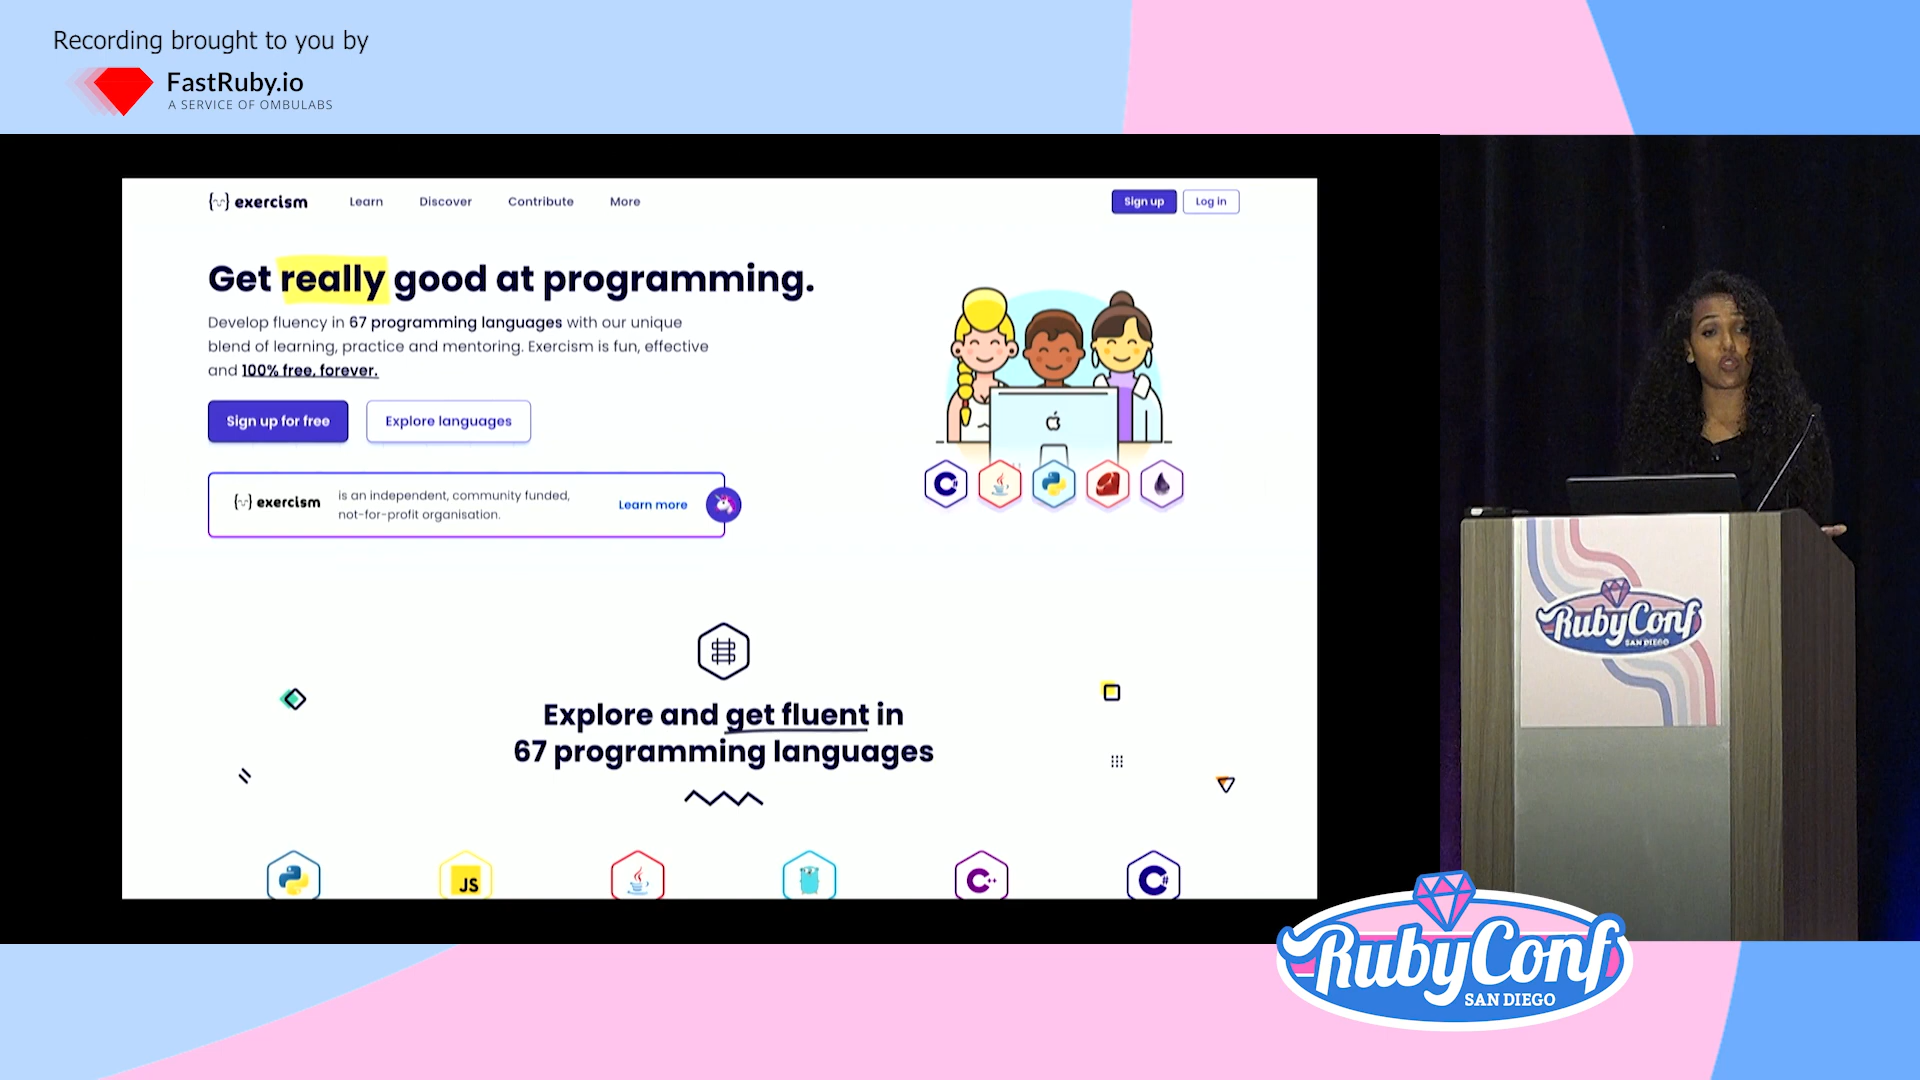 Recording brought to you by
FastRuby.io
A SERVICE OF OMBULABS
exercism
Learn
Discover
Contribute
More
Sign up
Log in
Get really good at programming.
Develop fluency in 67 programming languages with our unique
blend of learning, practice and mentoring. Exercism is fun, effective
and 100% free, forever.
Sign up for free
Explore languages
exercism
is an independent, community funded,
not-for-profit organisation.
Learn more
Explore and get fluent in
67 programming languages
JS
C++
C#
RubyConf
SAN DIEGO
RubyConf
SAN DIEGO